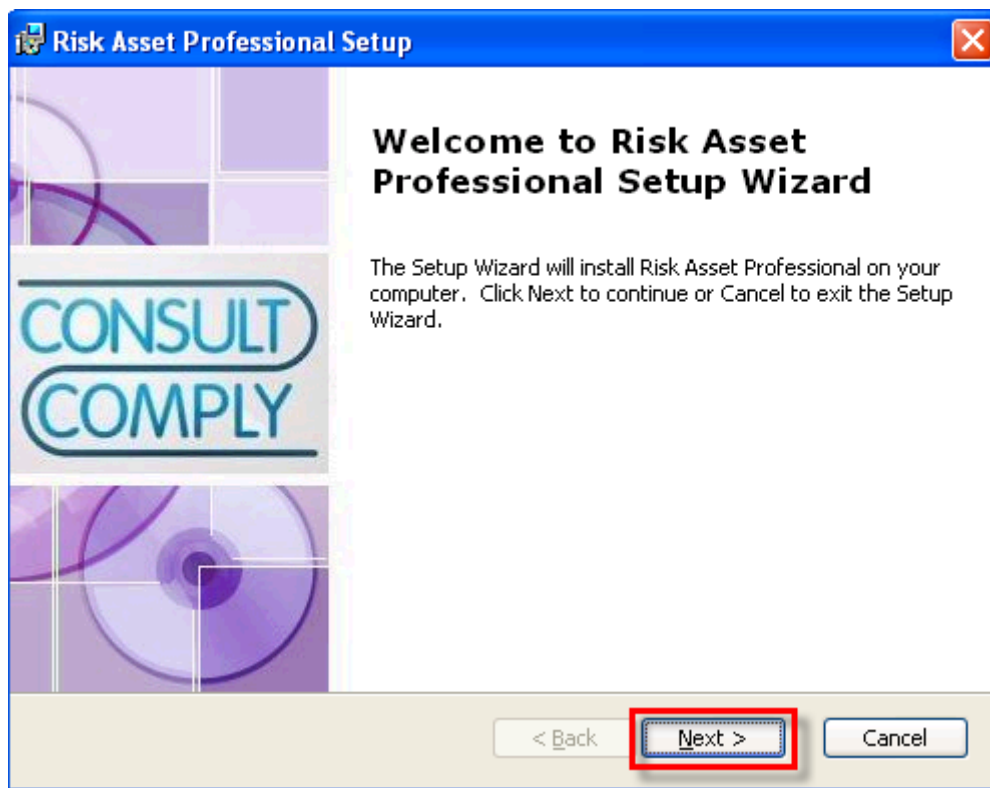 Risk Asset Professional Setup
Welcome to Risk Asset
Professional Setup Wizard
The Setup Wizard will install Risk Asset Professional on your
computer. Click Next to continue or Cancel to exit the Setup
Wizard.
CONSULT
COMPLY
< Back
Next >
Cancel